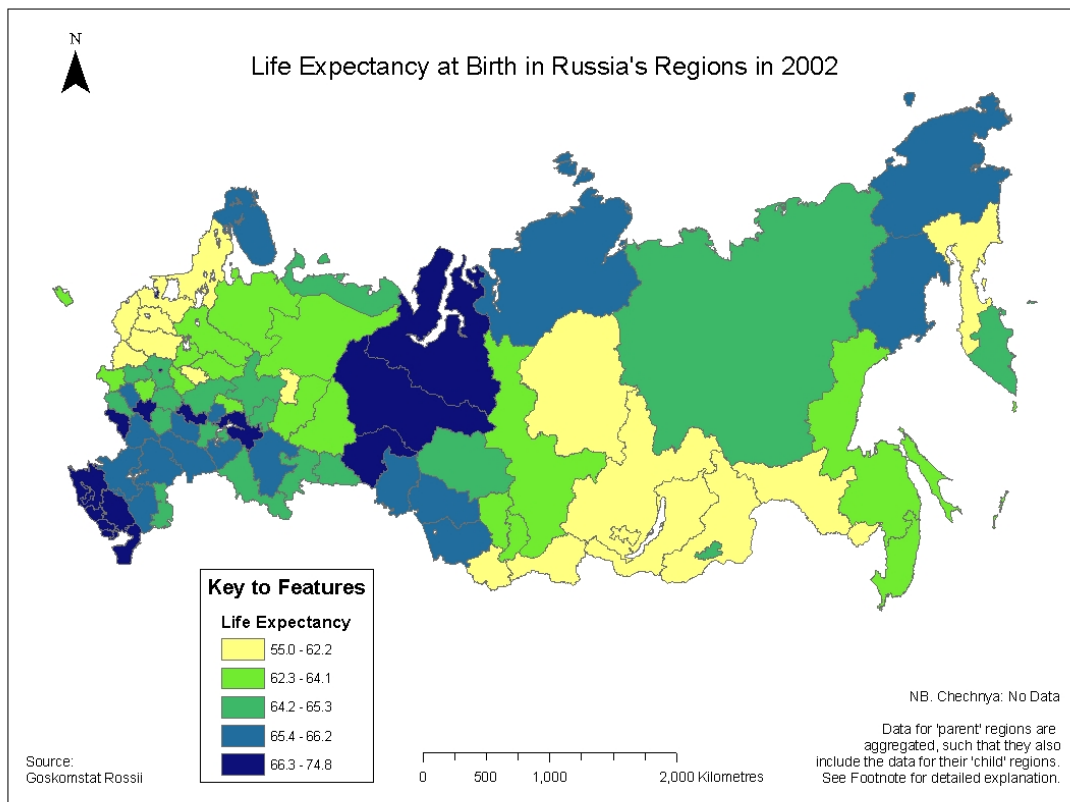 N
Life Expectancy at Birth in Russia's Regions in 2002
Key to Features
Life Expectancy
55.0 - 62.2
62.3 - 64.1
64.2 - 65.3
65.4 - 66.2
66.3 - 74.8
Source:
Goskomstat Rossii
0 500 1,000 2,000 Kilometres
NB. Chechnya: No Data
Data for 'parent' regions are
aggregated, such that they also
include the data for their 'child' regions.
See Footnote for detailed explanation.